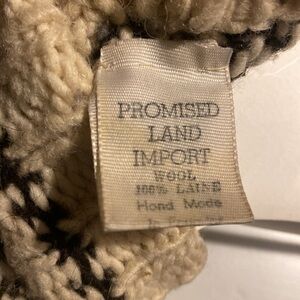 PROMISED
LAND
IMPORT
WOOL
100% LAINE
Hand Made